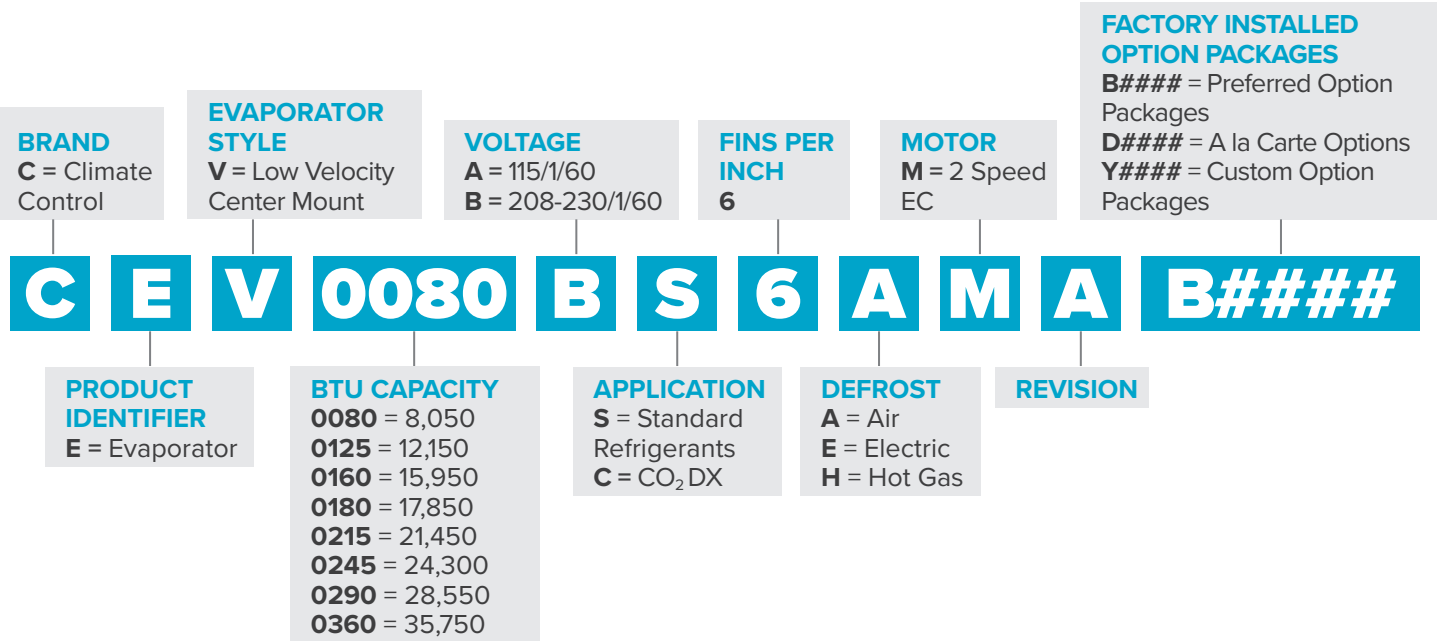 FACTORY INSTALLED
OPTION PACKAGES
B#### = Preferred Option
Packages
D#### = A la Carte Options
Y#### = Custom Option
Packages
BRAND
C = Climate
Control
EVAPORATOR
STYLE
V = Low Velocity
Center Mount
VOLTAGE
A = 115/1/60
B = 208-230/1/60
FINS PER
INCH
6
MOTOR
M = 2 Speed
EC
C E V 0080 B S 6 A M A B####
PRODUCT
IDENTIFIER
E = Evaporator
BTU CAPACITY
0080 = 8,050
0125 = 12,150
0160 = 15,950
0180 = 17,850
0215 = 21,450
0245 = 24,300
0290 = 28,550
0360 = 35,750
APPLICATION
S = Standard
Refrigerants
C = CO₂ DX
DEFROST
A = Air
E = Electric
H = Hot Gas
REVISION